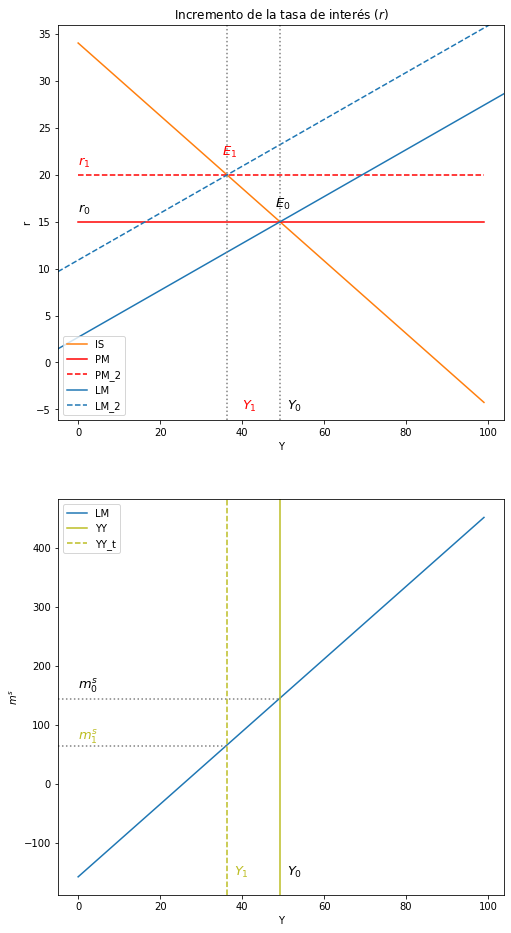 Incremento de la tasa de interés (r)
35
30
25
20
15
10
5
0
−5
r
r₁
E₁
r₀
E₀
IS
PM
PM_2
LM
LM_2
Y₁ Y₀
0 20 40 60 80 100
Y
LM
YY
YY_t
400
300
200
100
0
−100
mˢ
m₀ˢ
m₁ˢ
Y₁ Y₀
0 20 40 60 80 100
Y